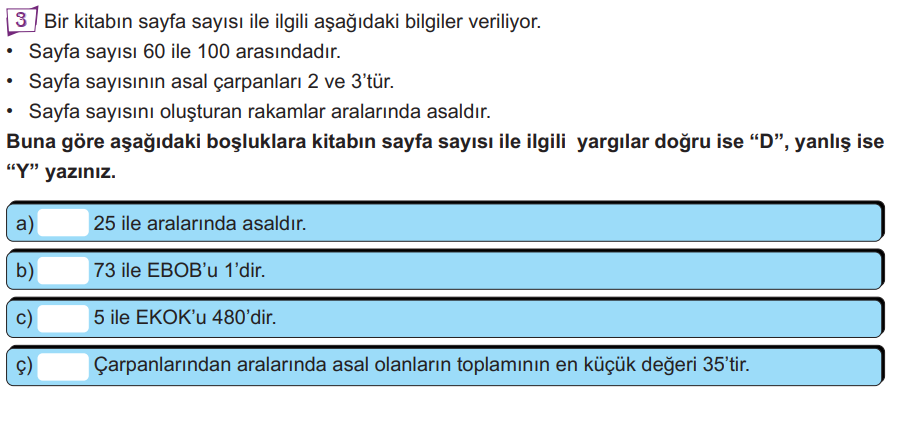 3 Bir kitabın sayfa sayısı ile ilgili aşağıdaki bilgiler veriliyor.
• Sayfa sayısı 60 ile 100 arasındadır.
• Sayfa sayısının asal çarpanları 2 ve 3’tür.
• Sayfa sayısını oluşturan rakamlar aralarında asaldır.
Buna göre aşağıdaki boşluklara kitabın sayfa sayısı ile ilgili yargılar doğru ise “D”, yanlış ise
“Y” yazınız.
a) 25 ile aralarında asaldır.
b) 73 ile EBOB’u 1’dir.
c) 5 ile EKOK’u 480’dir.
ç) Çarpanlarından aralarında asal olanların toplamının en küçük değeri 35’tir.